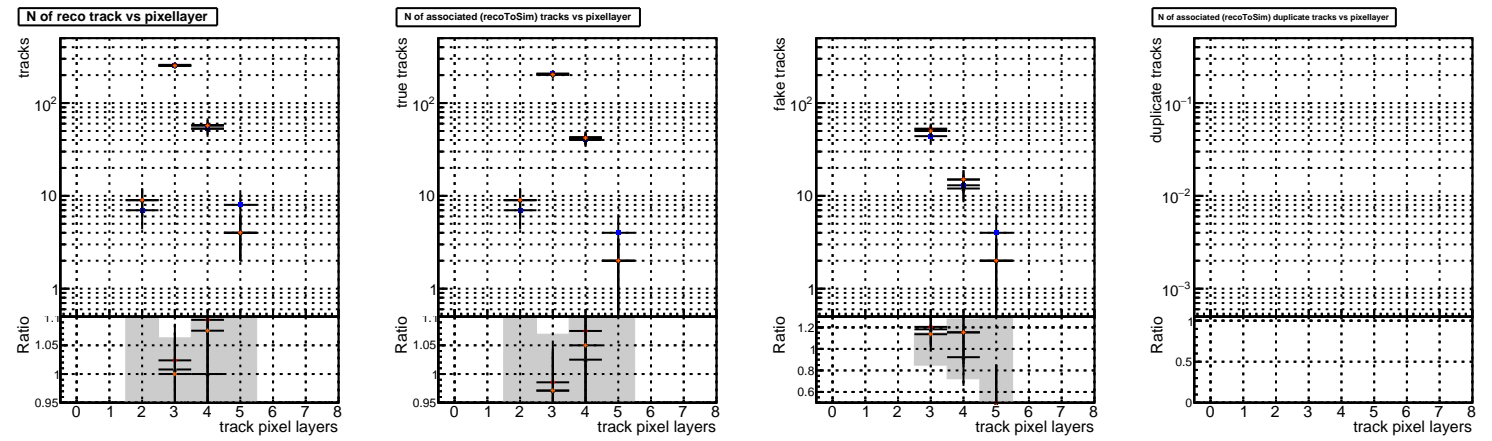 N of reco track vs pixellayer
tracks
10²
10
1
Ratio
1.1
1.05
1
0.95
0 1 2 3 4 5 6 7 8
track pixel layers
N of associated (recoToSim) tracks vs pixellayer
true tracks
10²
10
1
Ratio
1.1
1.05
1
0.95
0 1 2 3 4 5 6 7 8
track pixel layers
fake tracks
10²
10
1
Ratio
1.2
1
0.8
0.6
0 1 2 3 4 5 6 7 8
track pixel layers
N of associated (recoToSim) duplicate tracks vs pixellayer
duplicate tracks
10⁻¹
10⁻²
10⁻³
Ratio
1
0.5
0
0 1 2 3 4 5 6 7 8
track pixel layers